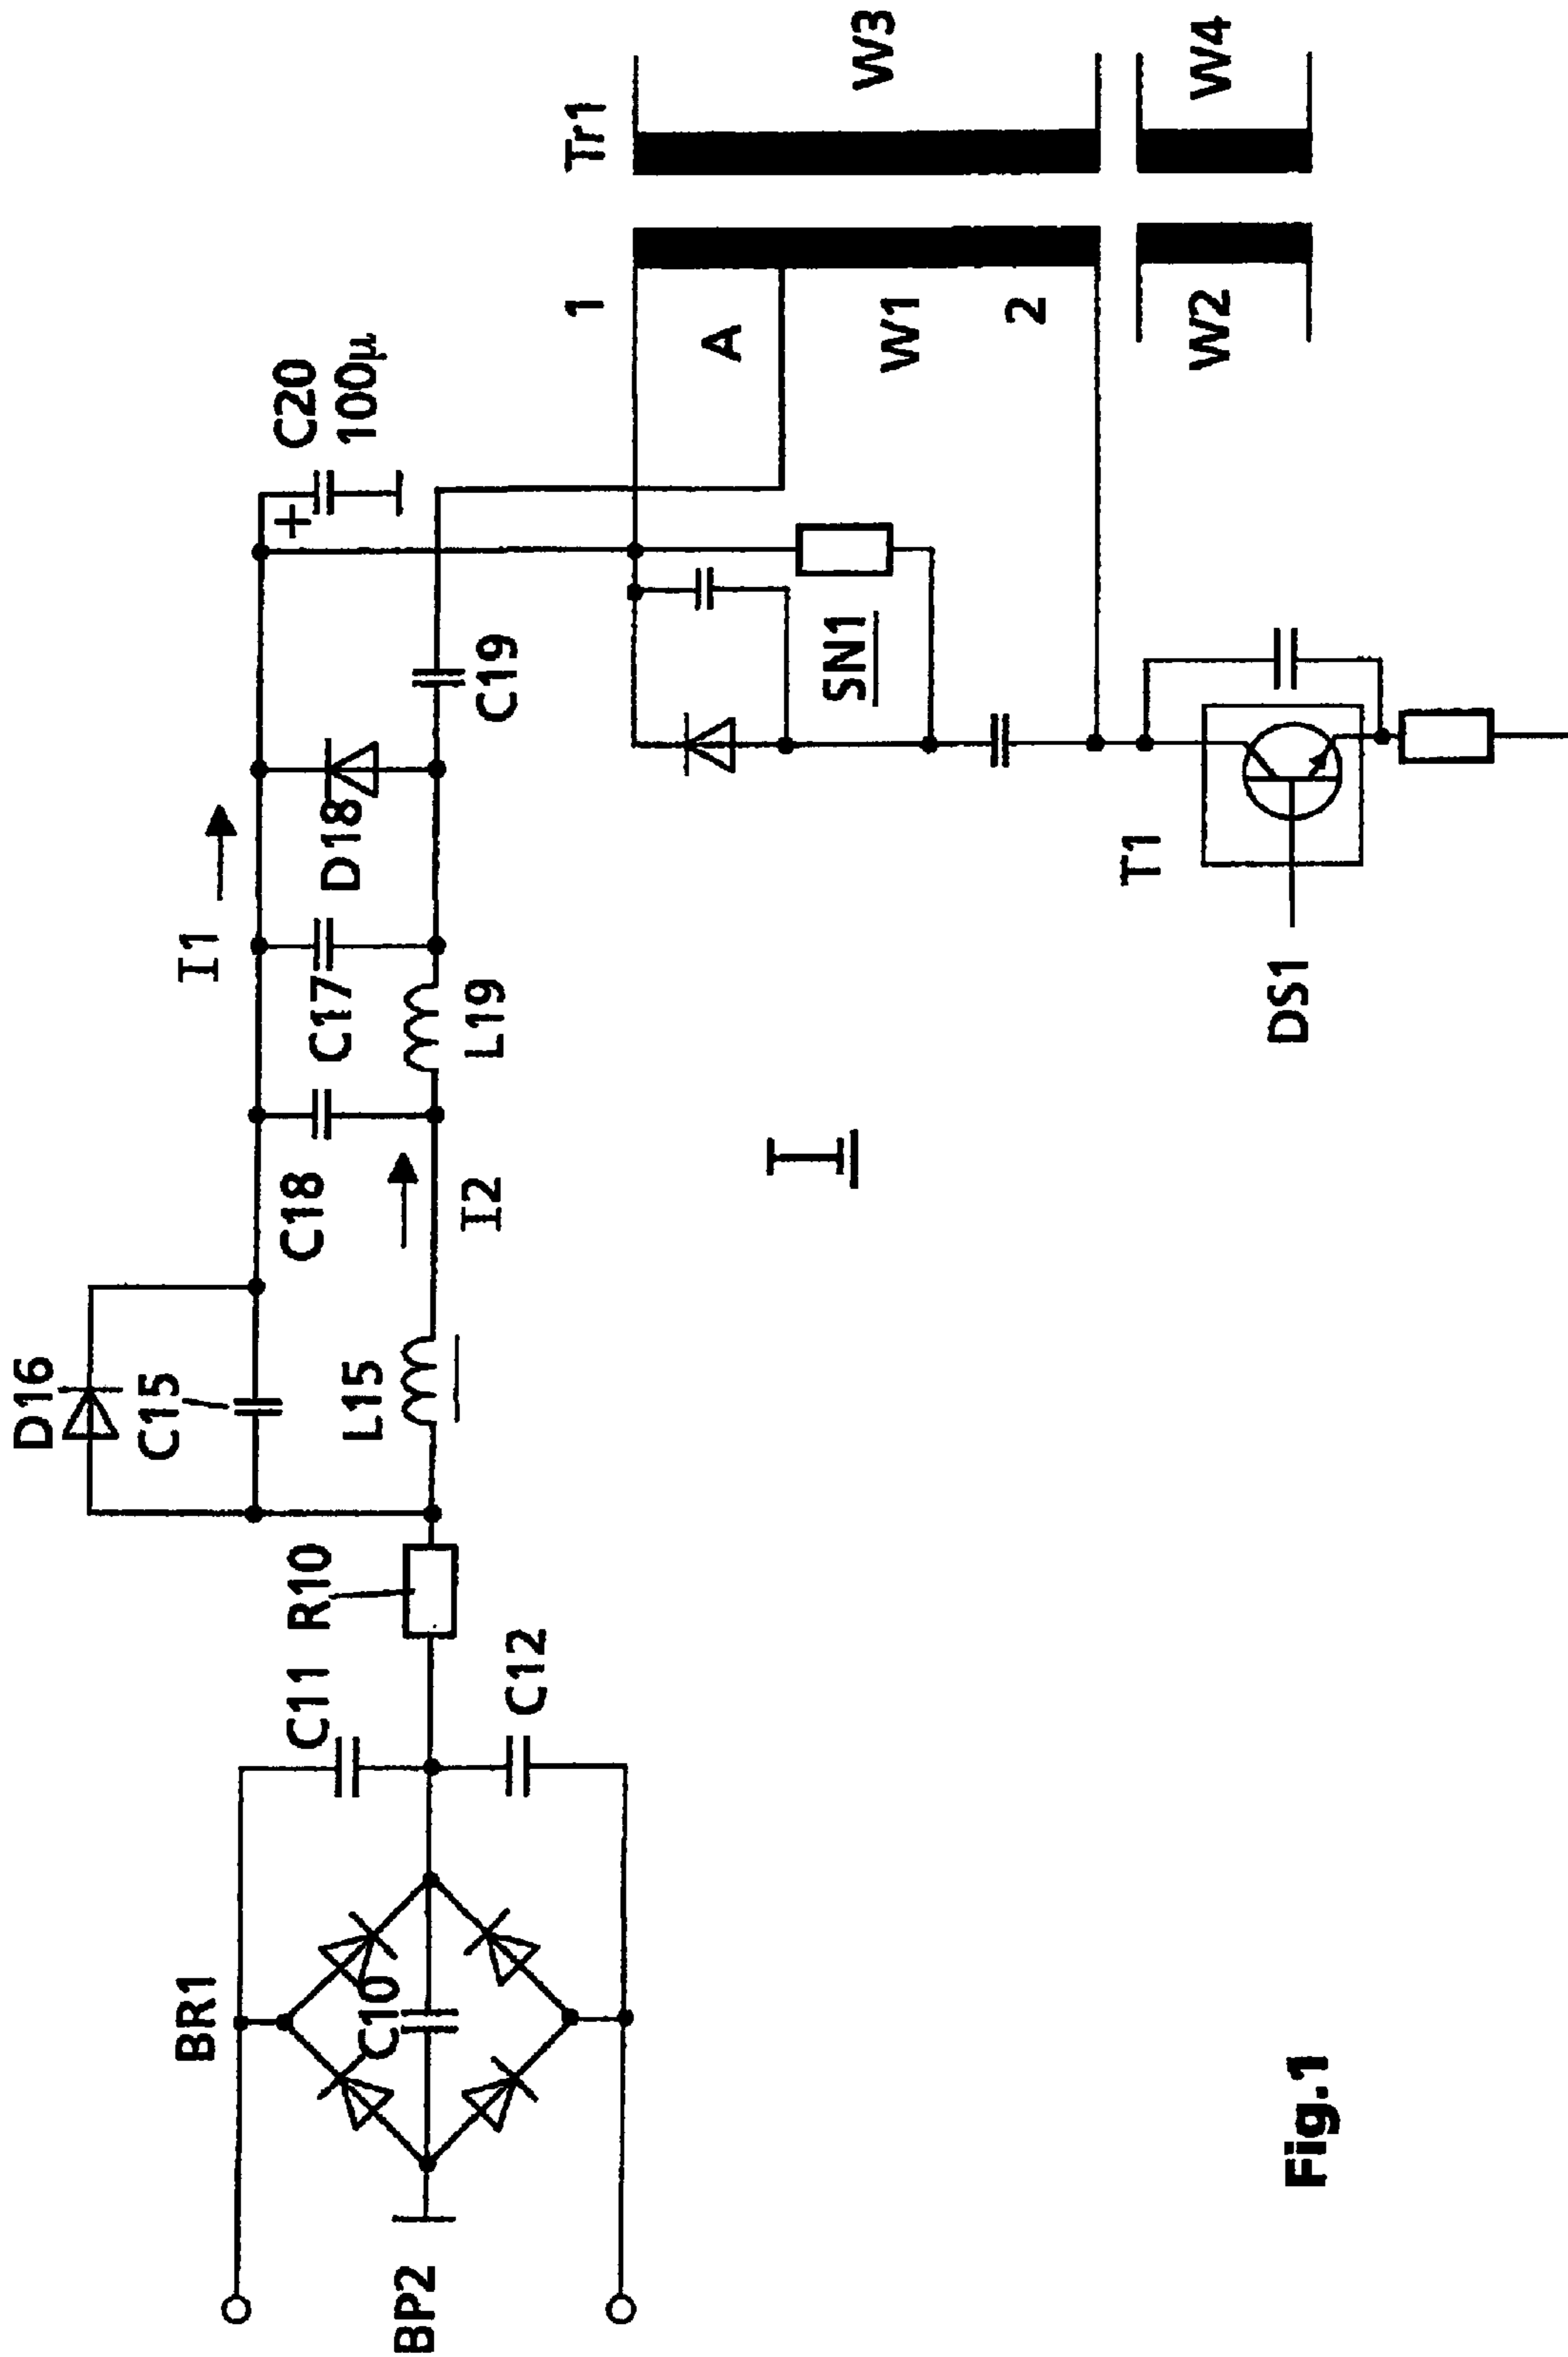 D16
C15
I1
BR1
C11
R10
L15
C18
C17
D18
C20
100µ
C10
BP2
C12
I2
L19
C19
Tr1
1
A
W3
W1
SN1
2
T1
W2
W4
DS1
Fig.1